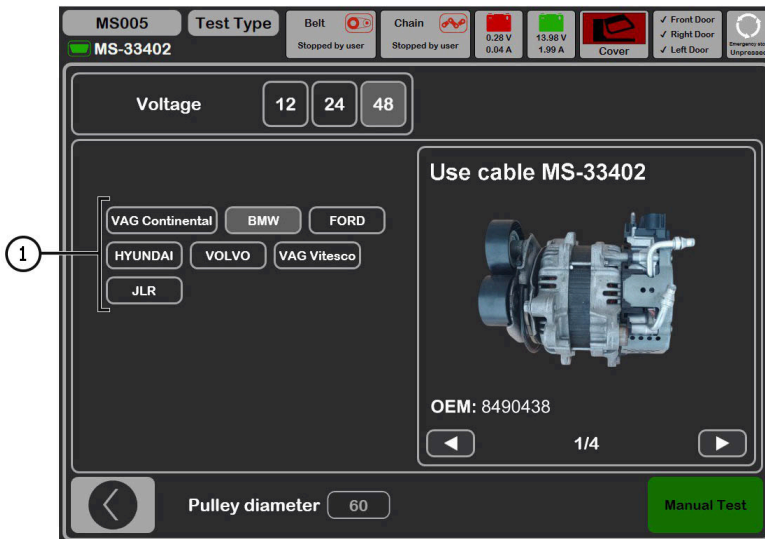 MS005
Test Type
MS-33402
Belt
Stopped by user
Chain
Stopped by user
0.28 V
0.04 A
13.98 V
1.99 A
Cover
✓ Front Door
✓ Right Door
✓ Left Door
Unpressed
Voltage 12 24 48
1
VAG Continental BMW FORD
HYUNDAI VOLVO VAG Vitesco
JLR
Use cable MS-33402
OEM: 8490438
1/4
Pulley diameter 60
Manual Test